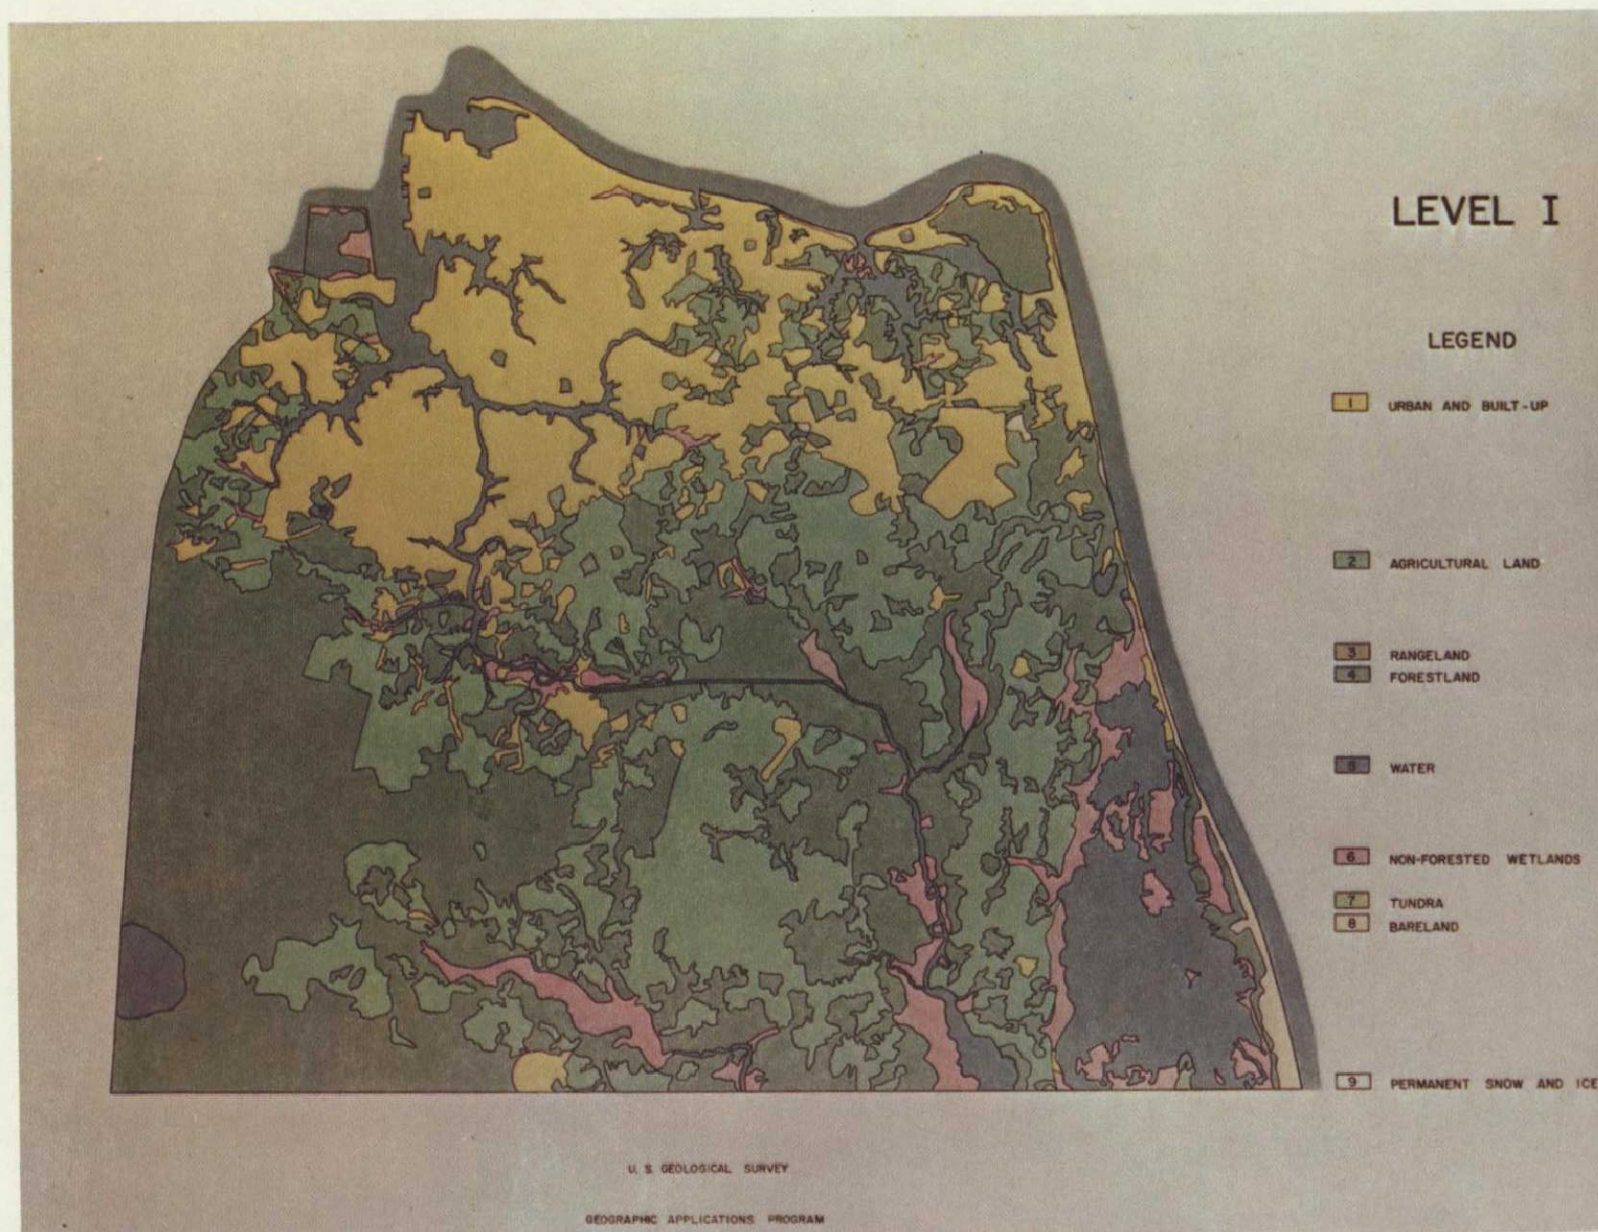 LEVEL I
LEGEND
1 URBAN AND BUILT-UP
2 AGRICULTURAL LAND
3 RANGELAND
4 FORESTLAND
5 WATER
6 NON-FORESTED WETLANDS
7 TUNDRA
8 BARELAND
9 PERMANENT SNOW AND ICE
U. S. GEOLOGICAL SURVEY
GEOGRAPHIC APPLICATIONS PROGRAM